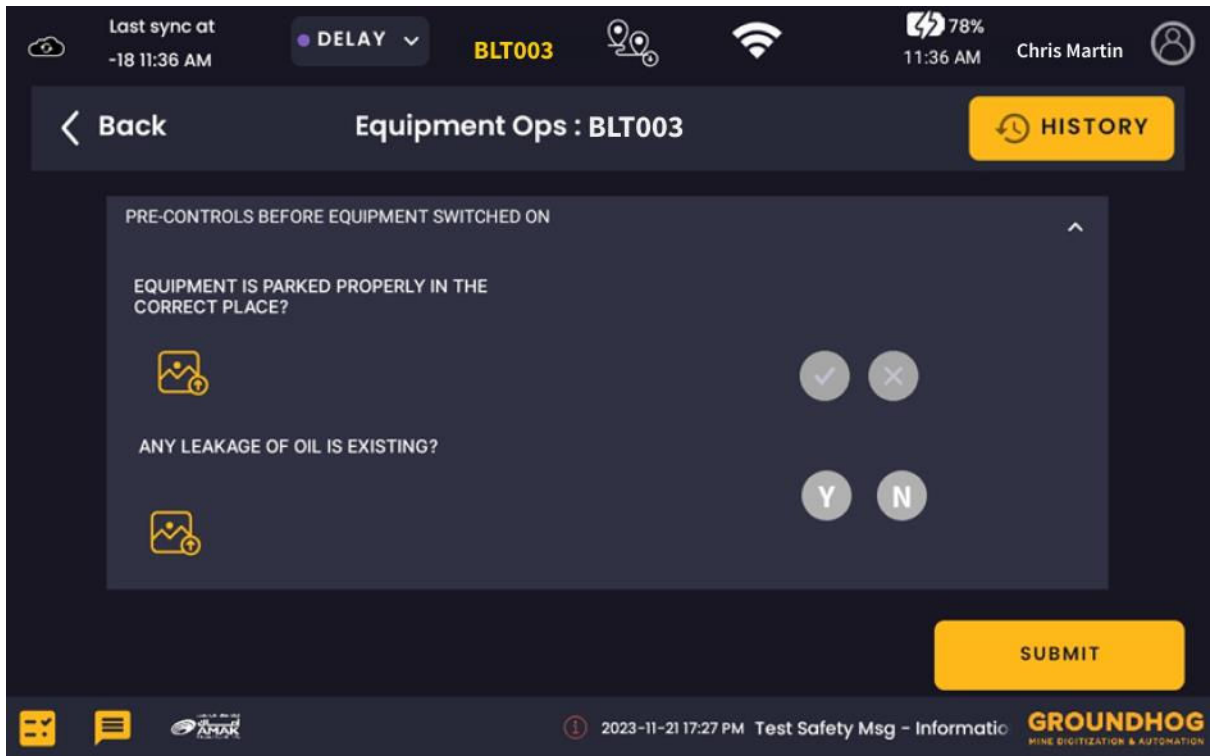 Last sync at
-18 11:36 AM
DELAY
BLT003
78%
11:36 AM
Chris Martin
Back
Equipment Ops : BLT003
HISTORY
PRE-CONTROLS BEFORE EQUIPMENT SWITCHED ON
EQUIPMENT IS PARKED PROPERLY IN THE
CORRECT PLACE?
ANY LEAKAGE OF OIL IS EXISTING?
Y N
SUBMIT
AMAK
2023-11-21 17:27 PM Test Safety Msg - Informatio
GROUNDHOG
MINE DIGITIZATION & AUTOMATION